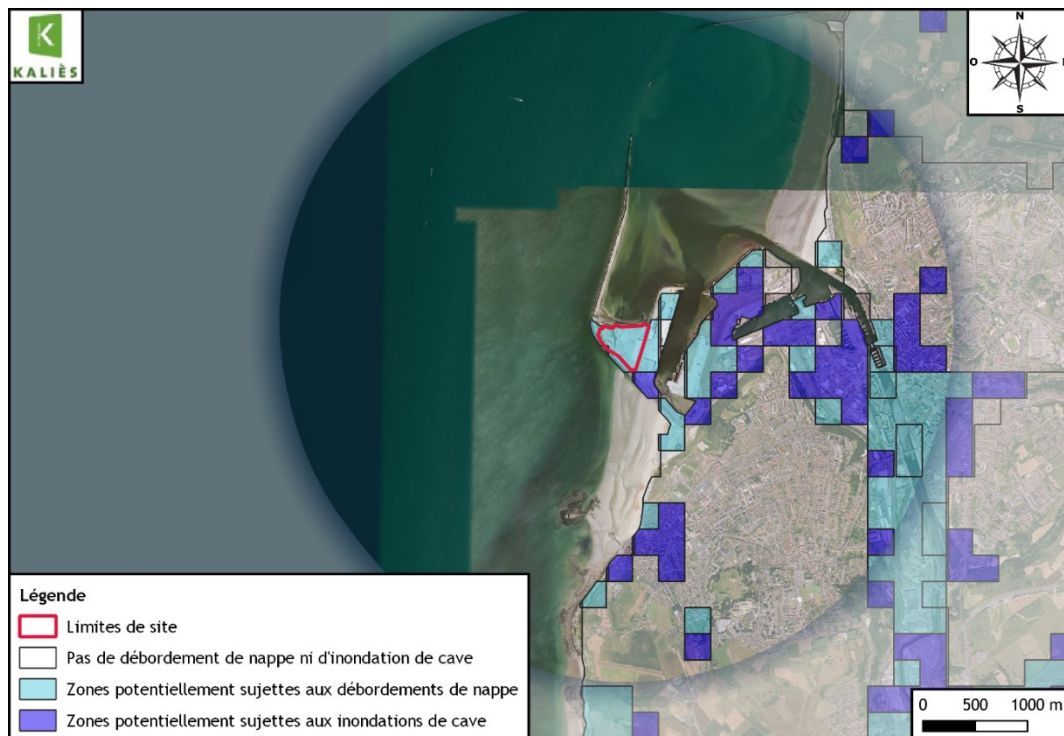 K
KALIÈS
N
O
E
S
Légende
Limites de site
Pas de débordement de nappe ni d'inondation de cave
Zones potentiellement sujettes aux débordements de nappe
Zones potentiellement sujettes aux inondations de cave
0 500 1000 m